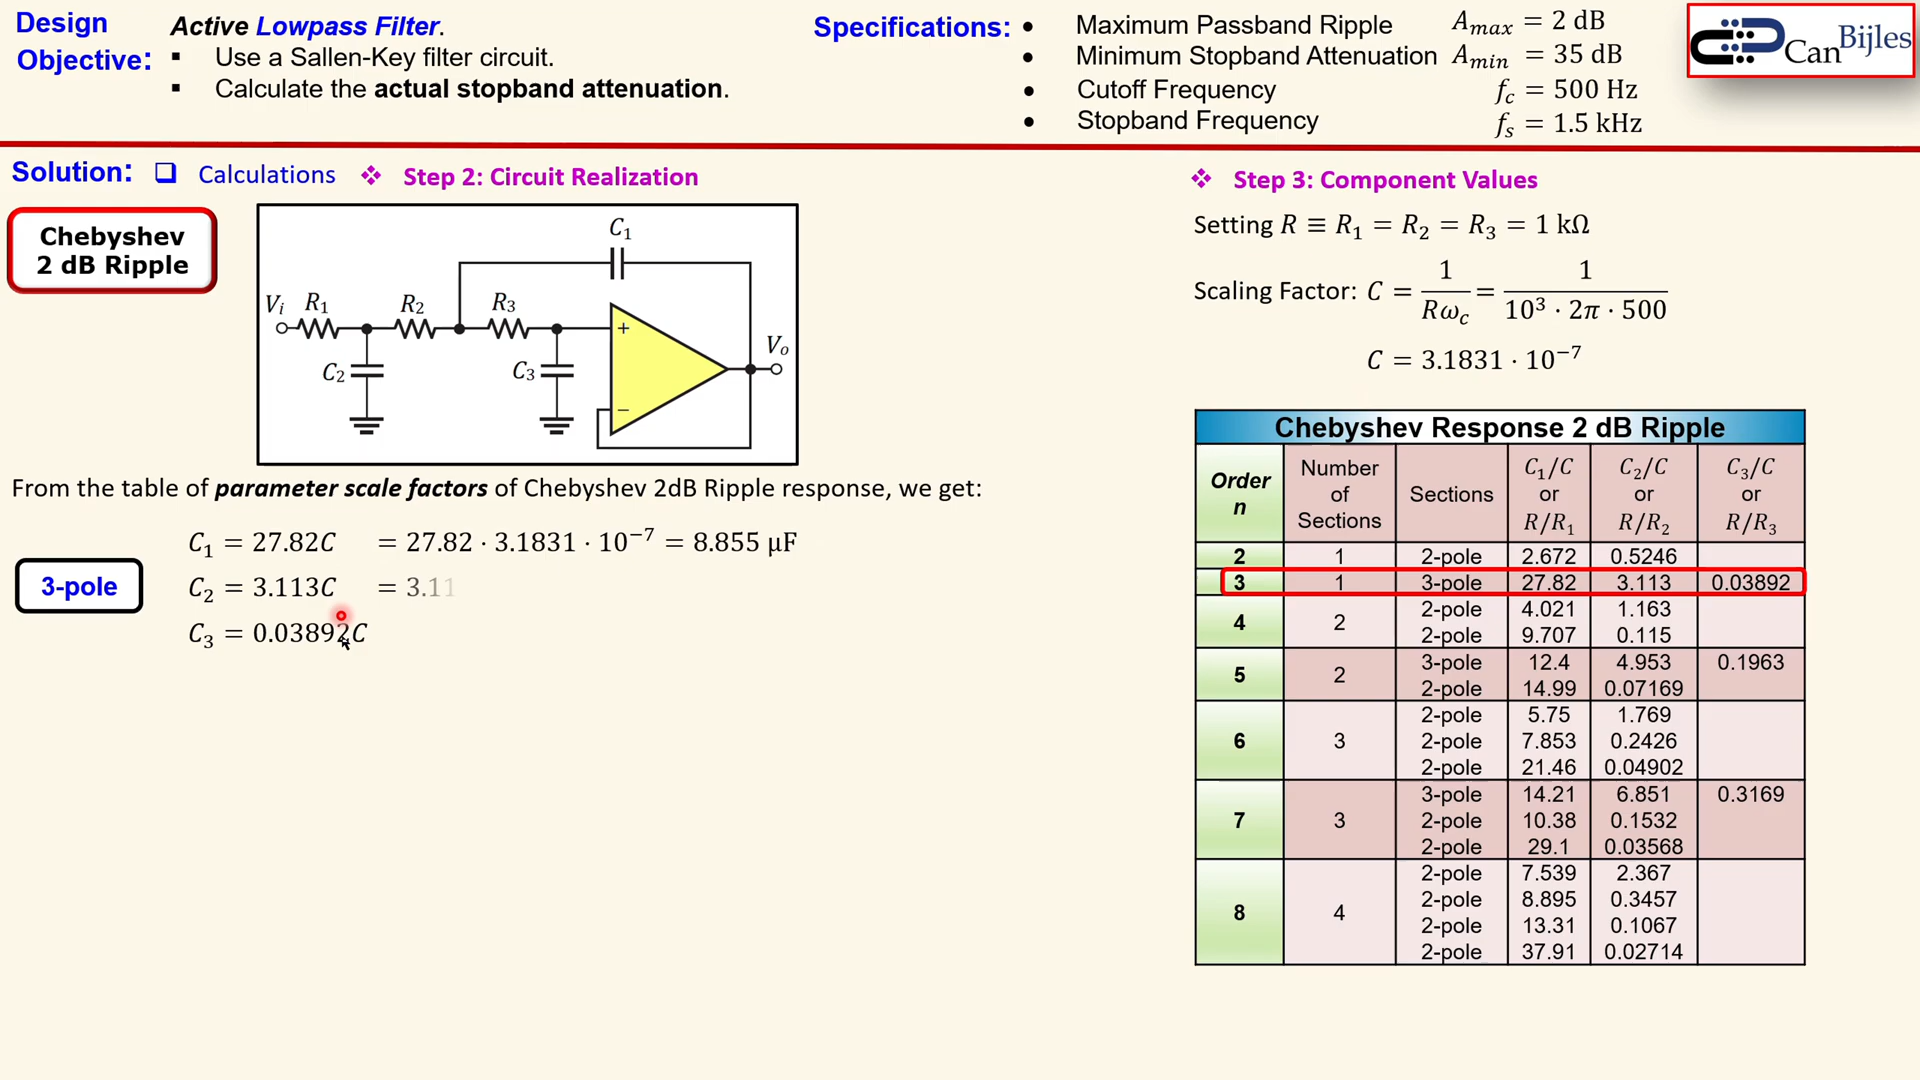 Design Objective:
Active Lowpass Filter.
▪ Use a Sallen-Key filter circuit.
▪ Calculate the actual stopband attenuation.
Specifications:
• Maximum Passband Ripple A_max = 2 dB
• Minimum Stopband Attenuation A_min = 35 dB
• Cutoff Frequency f_c = 500 Hz
• Stopband Frequency f_s = 1.5 kHz
CanBijles
Solution: ❑ Calculations ❖ Step 2: Circuit Realization
Chebyshev
2 dB Ripple
C₁
V_i R₁ R₂ R₃
+
V_o
C₂ C₃
−
From the table of parameter scale factors of Chebyshev 2dB Ripple response, we get:
3-pole
C₁ = 27.82C = 27.82 · 3.1831 · 10⁻⁷ = 8.855 μF
C₂ = 3.113C = 3.11
C₃ = 0.03892C
❖ Step 3: Component Values
Setting R ≡ R₁ = R₂ = R₃ = 1 kΩ
Scaling Factor: C = 1/(Rω_c) = 1/(10³ · 2π · 500)
C = 3.1831 · 10⁻⁷
Chebyshev Response 2 dB Ripple
Order n | Number of Sections | Sections | C₁/C or R/R₁ | C₂/C or R/R₂ | C₃/C or R/R₃
2 1 2-pole 2.672 0.5246
3 1 3-pole 27.82 3.113 0.03892
4 2 2-pole 4.021 1.163
2-pole 9.707 0.115
5 2 3-pole 12.4 4.953 0.1963
2-pole 14.99 0.07169
6 3 2-pole 5.75 1.769
2-pole 7.853 0.2426
2-pole 21.46 0.04902
7 3 3-pole 14.21 6.851 0.3169
2-pole 10.38 0.1532
2-pole 29.1 0.03568
8 4 2-pole 7.539 2.367
2-pole 8.895 0.3457
2-pole 13.31 0.1067
2-pole 37.91 0.02714